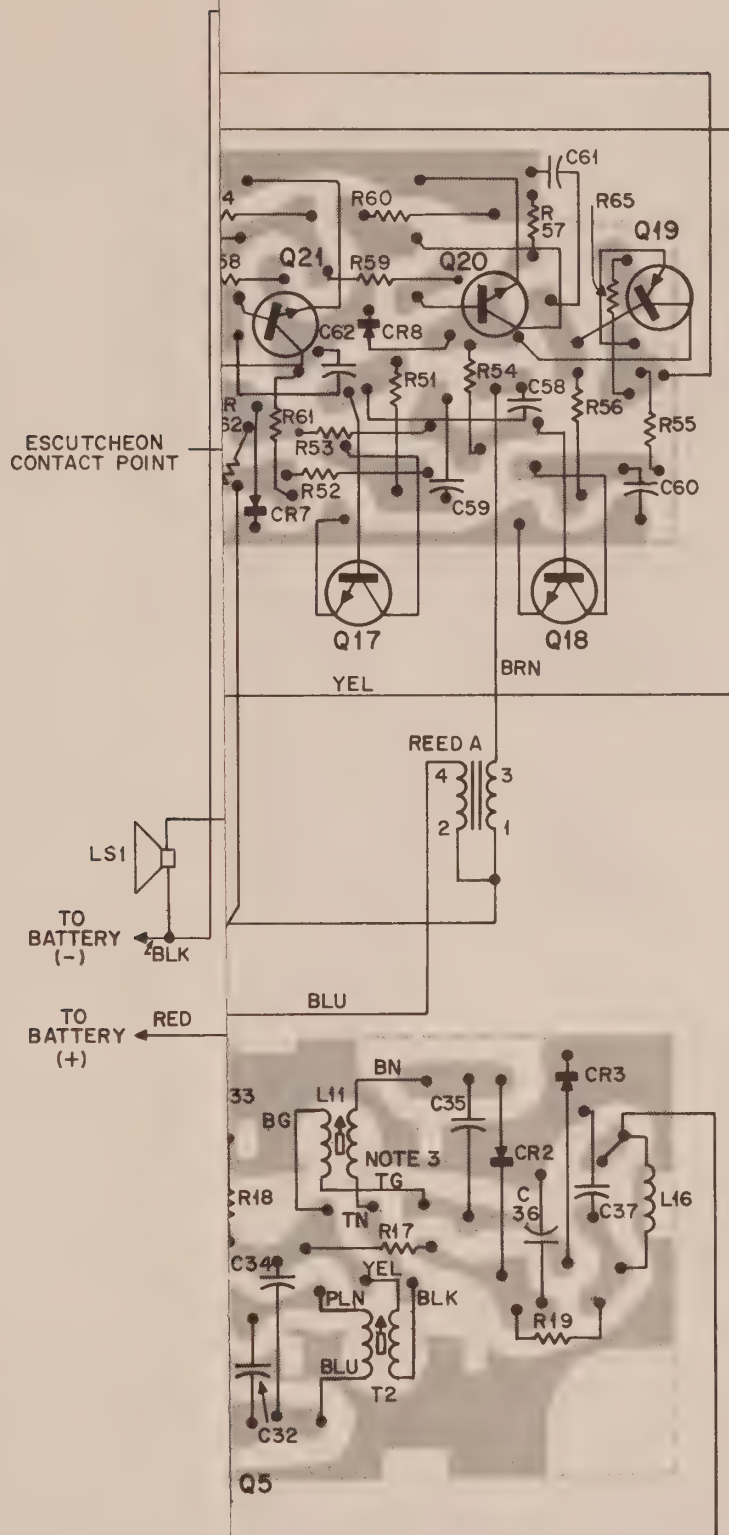 C61
R60
R65
4
R
57
Q19
58
Q21
R59
Q20
C62
CR8
R51
R54
C58
R
62
R61
R56
R55
ESCUTCHEON
CONTACT POINT
R53
R52
C59
C60
CR7
Q17
Q18
BRN
YEL
REED A
4
3
2
1
LS1
TO
BATTERY
(-)
BLK
BLU
TO
BATTERY
(+)
RED
BN
CR3
33
L11
C35
BG
NOTE 3
CR2
TG
C
36
C37
L16
R18
TN
R17
C34
YEL
PLN
BLK
R19
BLU
T2
C32
Q5